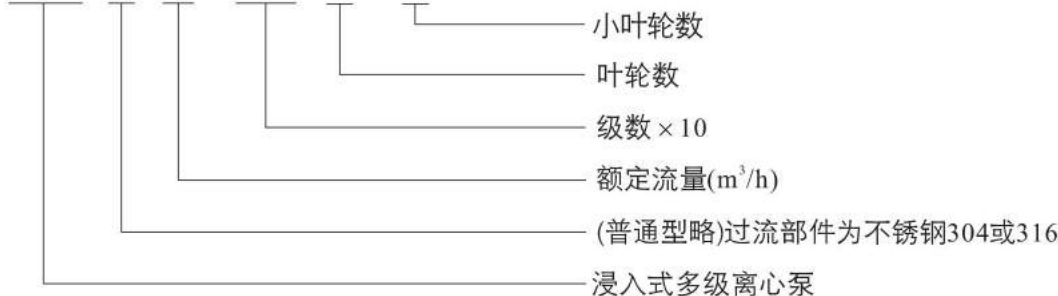 小叶轮数
叶轮数
级数×10
额定流量(m³/h)
(普通型略)过流部件为不锈钢304或316
浸入式多级离心泵